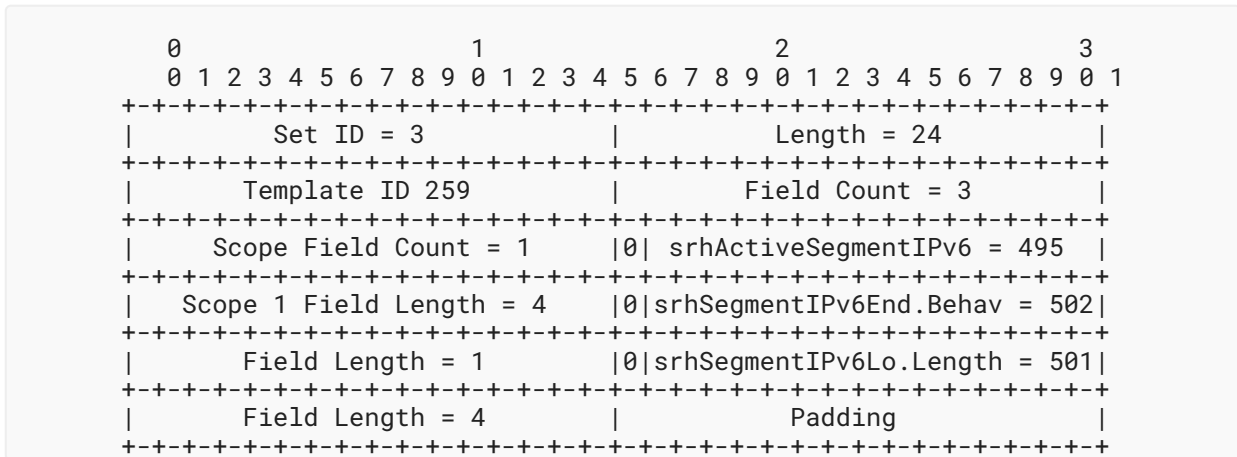 0 1 2 3
0 1 2 3 4 5 6 7 8 9 0 1 2 3 4 5 6 7 8 9 0 1 2 3 4 5 6 7 8 9 0 1
+-+-+-+-+-+-+-+-+-+-+-+-+-+-+-+-+-+-+-+-+-+-+-+-+-+-+-+-+-+-+-+-+
| Set ID = 3 | Length = 24 |
+-+-+-+-+-+-+-+-+-+-+-+-+-+-+-+-+-+-+-+-+-+-+-+-+-+-+-+-+-+-+-+-+
| Template ID 259 | Field Count = 3 |
+-+-+-+-+-+-+-+-+-+-+-+-+-+-+-+-+-+-+-+-+-+-+-+-+-+-+-+-+-+-+-+-+
| Scope Field Count = 1 |0| srhActiveSegmentIPv6 = 495 |
+-+-+-+-+-+-+-+-+-+-+-+-+-+-+-+-+-+-+-+-+-+-+-+-+-+-+-+-+-+-+-+-+
| Scope 1 Field Length = 4 |0|srhSegmentIPv6End.Behav = 502|
+-+-+-+-+-+-+-+-+-+-+-+-+-+-+-+-+-+-+-+-+-+-+-+-+-+-+-+-+-+-+-+-+
| Field Length = 1 |0|srhSegmentIPv6Lo.Length = 501|
+-+-+-+-+-+-+-+-+-+-+-+-+-+-+-+-+-+-+-+-+-+-+-+-+-+-+-+-+-+-+-+-+
| Field Length = 4 | Padding |
+-+-+-+-+-+-+-+-+-+-+-+-+-+-+-+-+-+-+-+-+-+-+-+-+-+-+-+-+-+-+-+-+